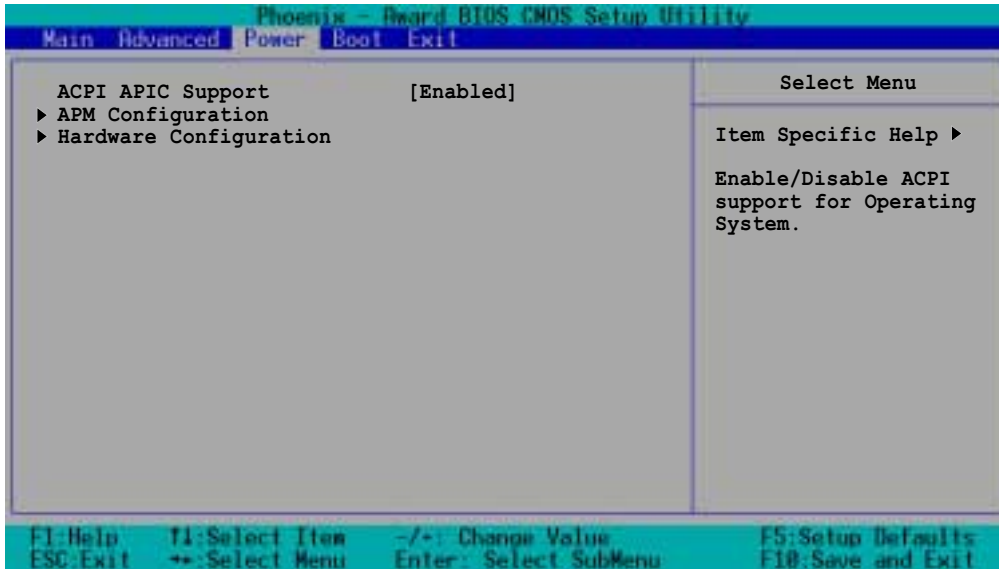 Phoenix - Award BIOS CMOS Setup Utility
Main Advanced Power Boot Exit
ACPI APIC Support [Enabled]
APM Configuration
Hardware Configuration
Select Menu
Item Specific Help
Enable/Disable ACPI
support for Operating
System.
F1:Help ↑↓:Select Item -/+: Change Value F5:Setup Defaults
ESC:Exit ←→:Select Menu Enter: Select SubMenu F10:Save and Exit